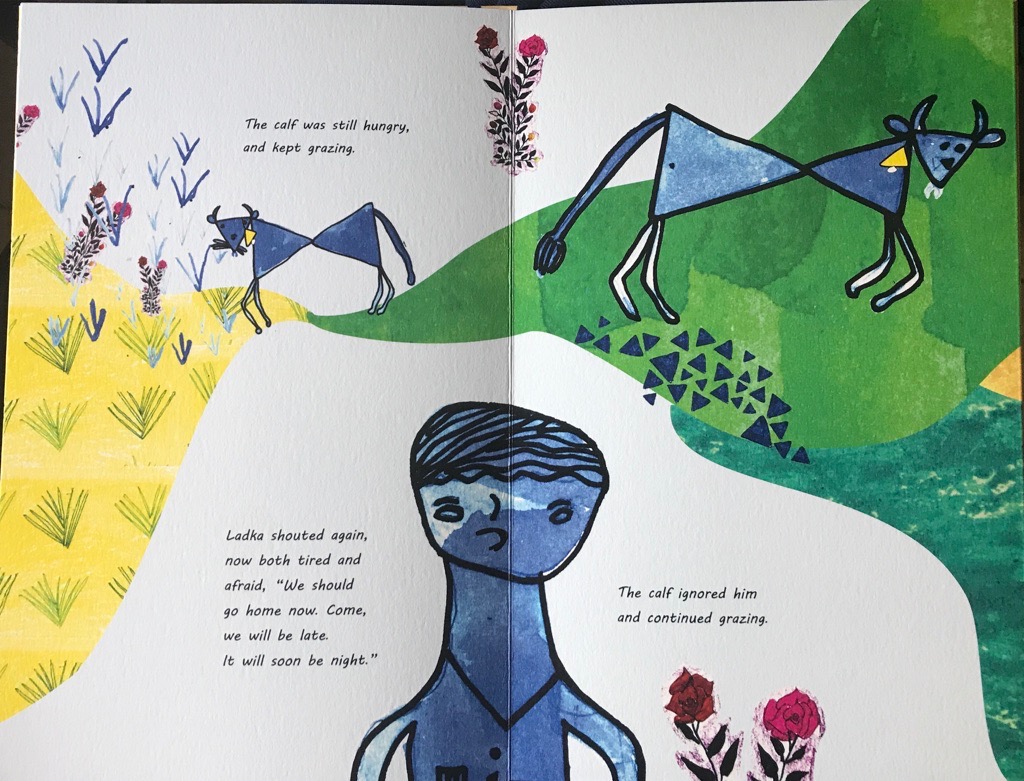 The calf was still hungry,
and kept grazing.
Ladka shouted again,
now both tired and
afraid, “We should
go home now. Come,
we will be late.
It will soon be night.”
The calf ignored him
and continued grazing.